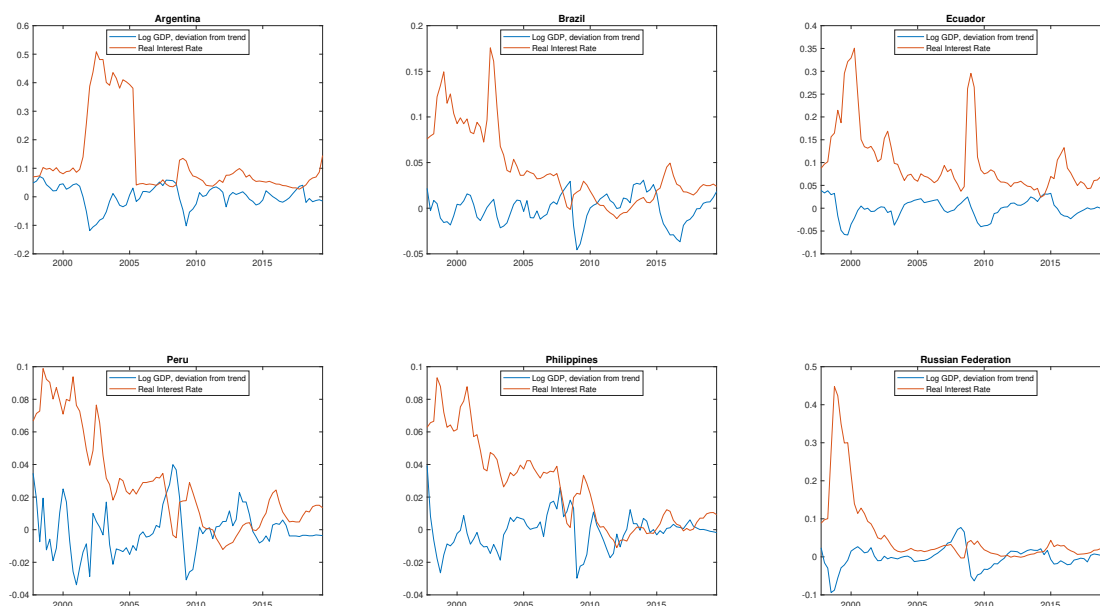 Argentina
0.6
0.5
0.4
0.3
0.2
0.1
0
-0.1
-0.2
Log GDP, deviation from trend
Real Interest Rate
2000 2005 2010 2015
Brazil
0.2
0.15
0.1
0.05
0
-0.05
Log GDP, deviation from trend
Real Interest Rate
2000 2005 2010 2015
Ecuador
0.4
0.35
0.3
0.25
0.2
0.15
0.1
0.05
0
-0.05
-0.1
Log GDP, deviation from trend
Real Interest Rate
2000 2005 2010 2015
Peru
0.1
0.08
0.06
0.04
0.02
0
-0.02
-0.04
Log GDP, deviation from trend
Real Interest Rate
2000 2005 2010 2015
Philippines
0.1
0.08
0.06
0.04
0.02
0
-0.02
-0.04
Log GDP, deviation from trend
Real Interest Rate
2000 2005 2010 2015
Russian Federation
0.5
0.4
0.3
0.2
0.1
0
-0.1
Log GDP, deviation from trend
Real Interest Rate
2000 2005 2010 2015